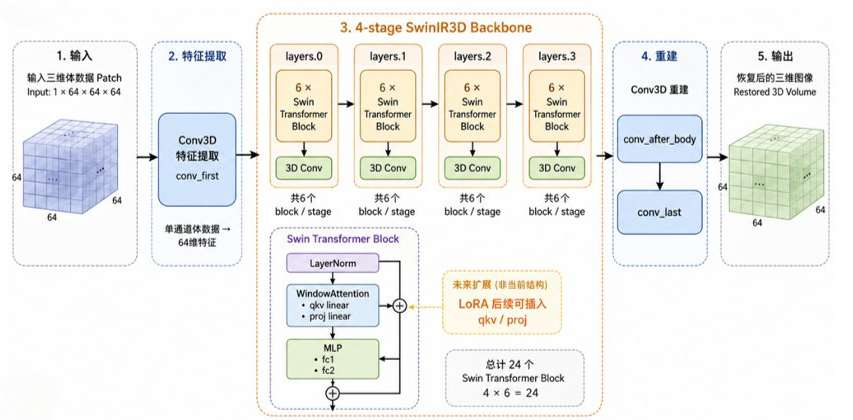 1. 输入
输入三维体数据 Patch
Input: 1 × 64 × 64 × 64
64
64
64
2. 特征提取
Conv3D
特征提取
conv_first
单通道体数据 →
64维特征
3. 4-stage SwinIR3D Backbone
layers.0
6 ×
Swin
Transformer
Block
3D Conv
共6个
block / stage
layers.1
6 ×
Swin
Transformer
Block
3D Conv
共6个
block / stage
layers.2
6 ×
Swin
Transformer
Block
3D Conv
共6个
block / stage
layers.3
6 ×
Swin
Transformer
Block
3D Conv
共6个
block / stage
Swin Transformer Block
LayerNorm
WindowAttention
• qkv linear
• proj linear
MLP
• fc1
• fc2
未来扩展 (非当前结构)
LoRA 后续可插入
qkv / proj
总计 24 个
Swin Transformer Block
4 × 6 = 24
4. 重建
Conv3D 重建
conv_after_body
conv_last
5. 输出
恢复后的三维图像
Restored 3D Volume
64
64
64